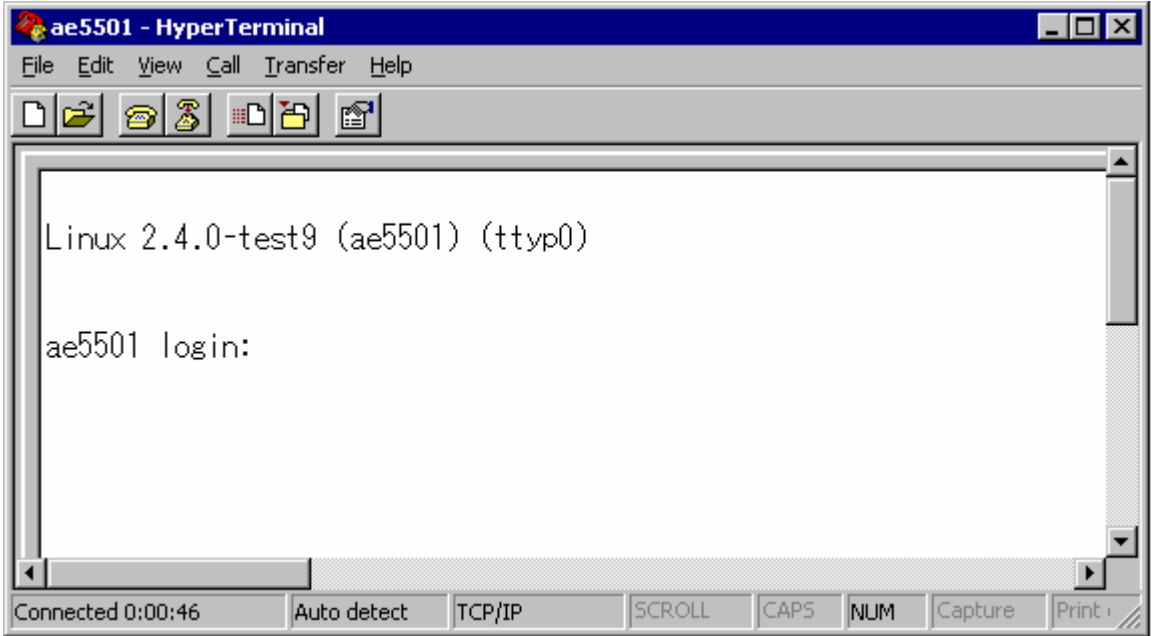 ae5501 - HyperTerminal
File Edit View Call Transfer Help
Linux 2.4.0-test9 (ae5501) (ttyp0)
ae5501 login:
Connected 0:00:46 Auto detect TCP/IP SCROLL CAPS NUM Capture Print